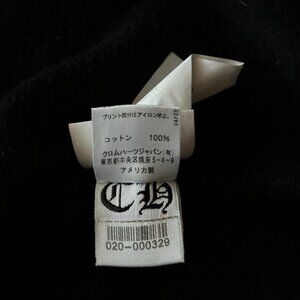 プリント部分はアイロン禁止。
コットン 100%
クロムハーツジャパン(有)
東京都中央区銀座5-4-9
アメリカ製
CH
020-000329